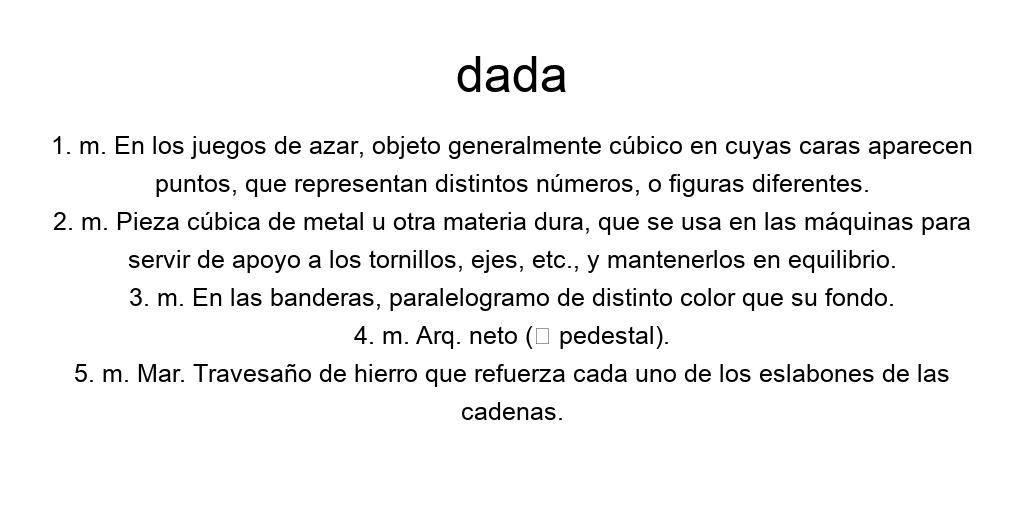 dada
1. m. En los juegos de azar, objeto generalmente cúbico en cuyas caras aparecen
puntos, que representan distintos números, o figuras diferentes.
2. m. Pieza cúbica de metal u otra materia dura, que se usa en las máquinas para
servir de apoyo a los tornillos, ejes, etc., y mantenerlos en equilibrio.
3. m. En las banderas, paralelogramo de distinto color que su fondo.
4. m. Arq. neto (□ pedestal).
5. m. Mar. Travesaño de hierro que refuerza cada uno de los eslabones de las
cadenas.